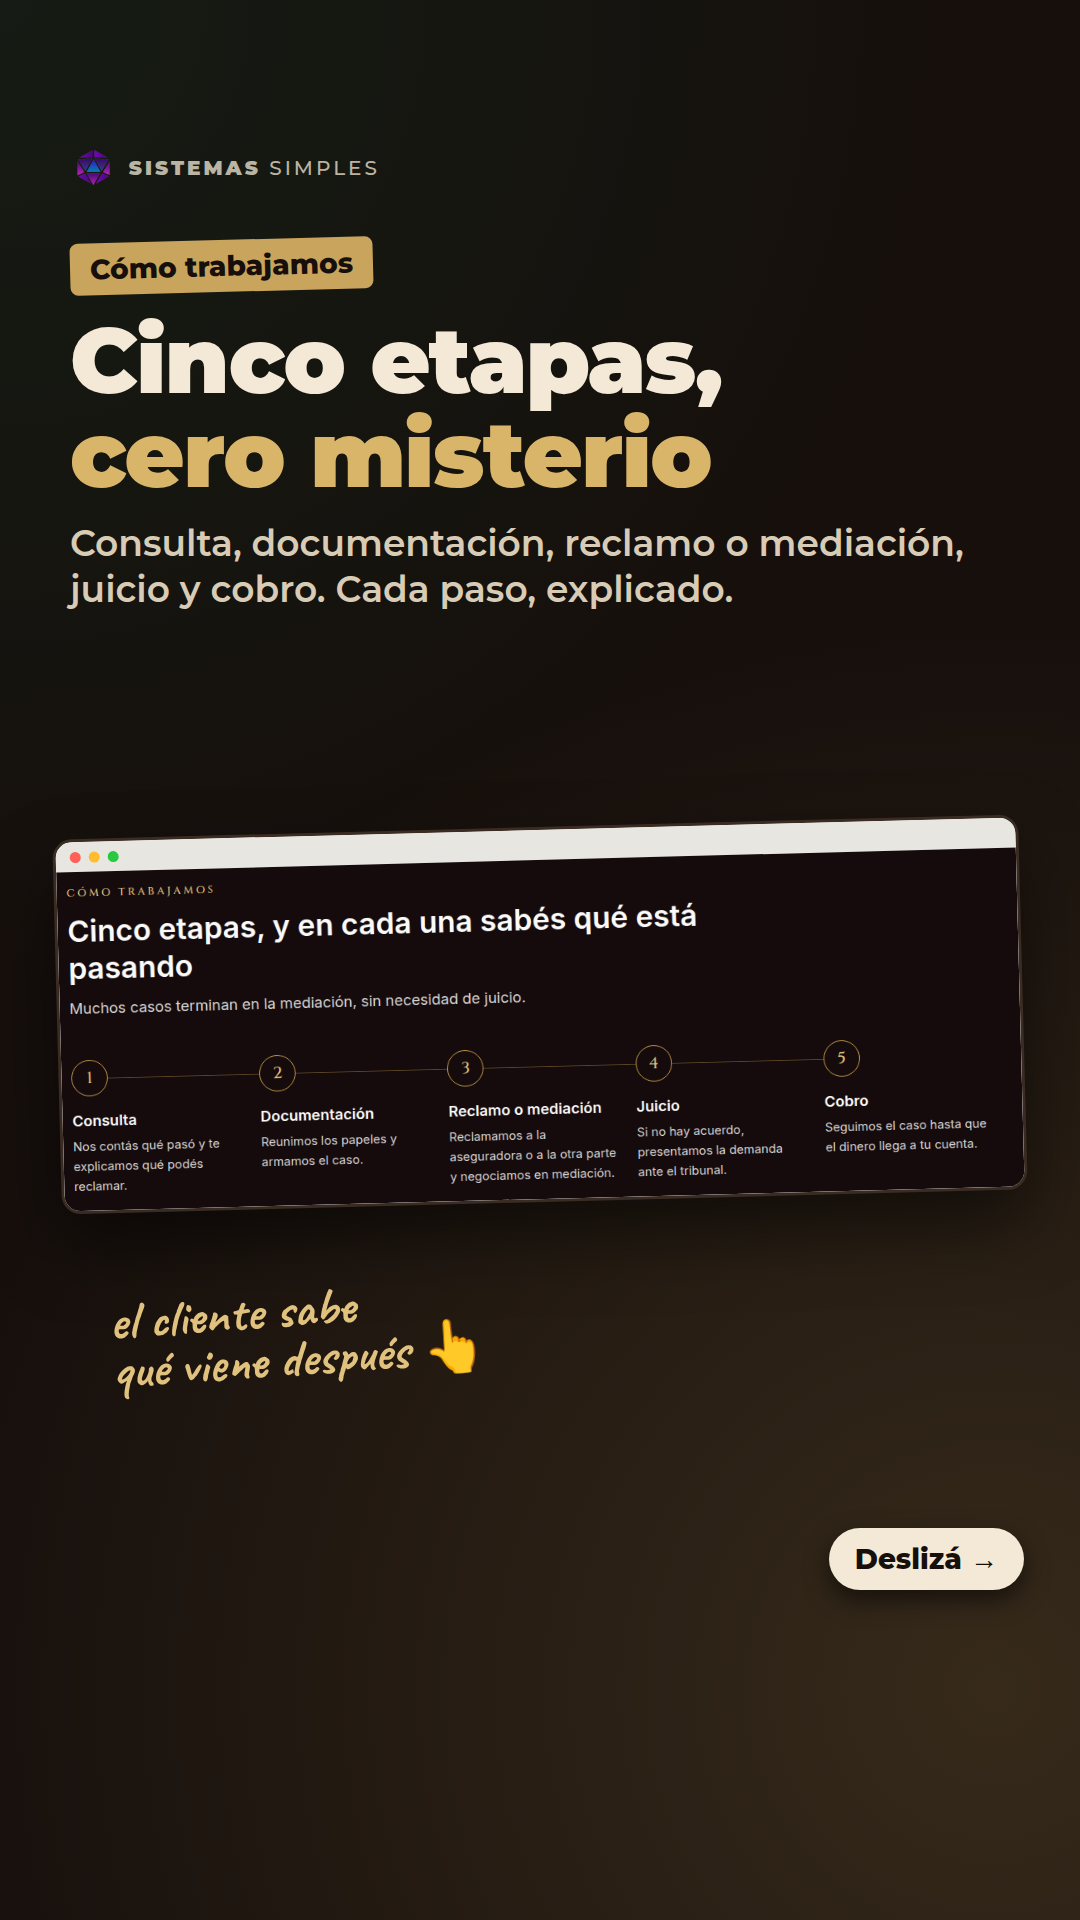 SISTEMAS SIMPLES
Cómo trabajamos
Cinco etapas,
cero misterio
Consulta, documentación, reclamo o mediación,
juicio y cobro. Cada paso, explicado.
CÓMO TRABAJAMOS
Cinco etapas, y en cada una sabés qué está
pasando
Muchos casos terminan en la mediación, sin necesidad de juicio.
1
Consulta
Nos contás qué pasó y te
explicamos qué podés
reclamar.
2
Documentación
Reunimos los papeles y
armamos el caso.
3
Reclamo o mediación
Reclamamos a la
aseguradora o a la otra parte
y negociamos en mediación.
4
Juicio
Si no hay acuerdo,
presentamos la demanda
ante el tribunal.
5
Cobro
Seguimos el caso hasta que
el dinero llega a tu cuenta.
el cliente sabe
qué viene después 👆
Deslizá →